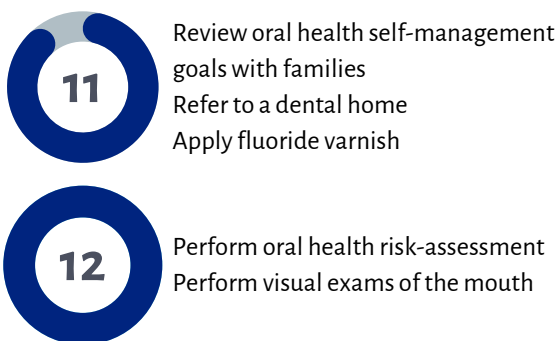 11
Review oral health self-management
goals with families
Refer to a dental home
Apply fluoride varnish
12
Perform oral health risk-assessment
Perform visual exams of the mouth